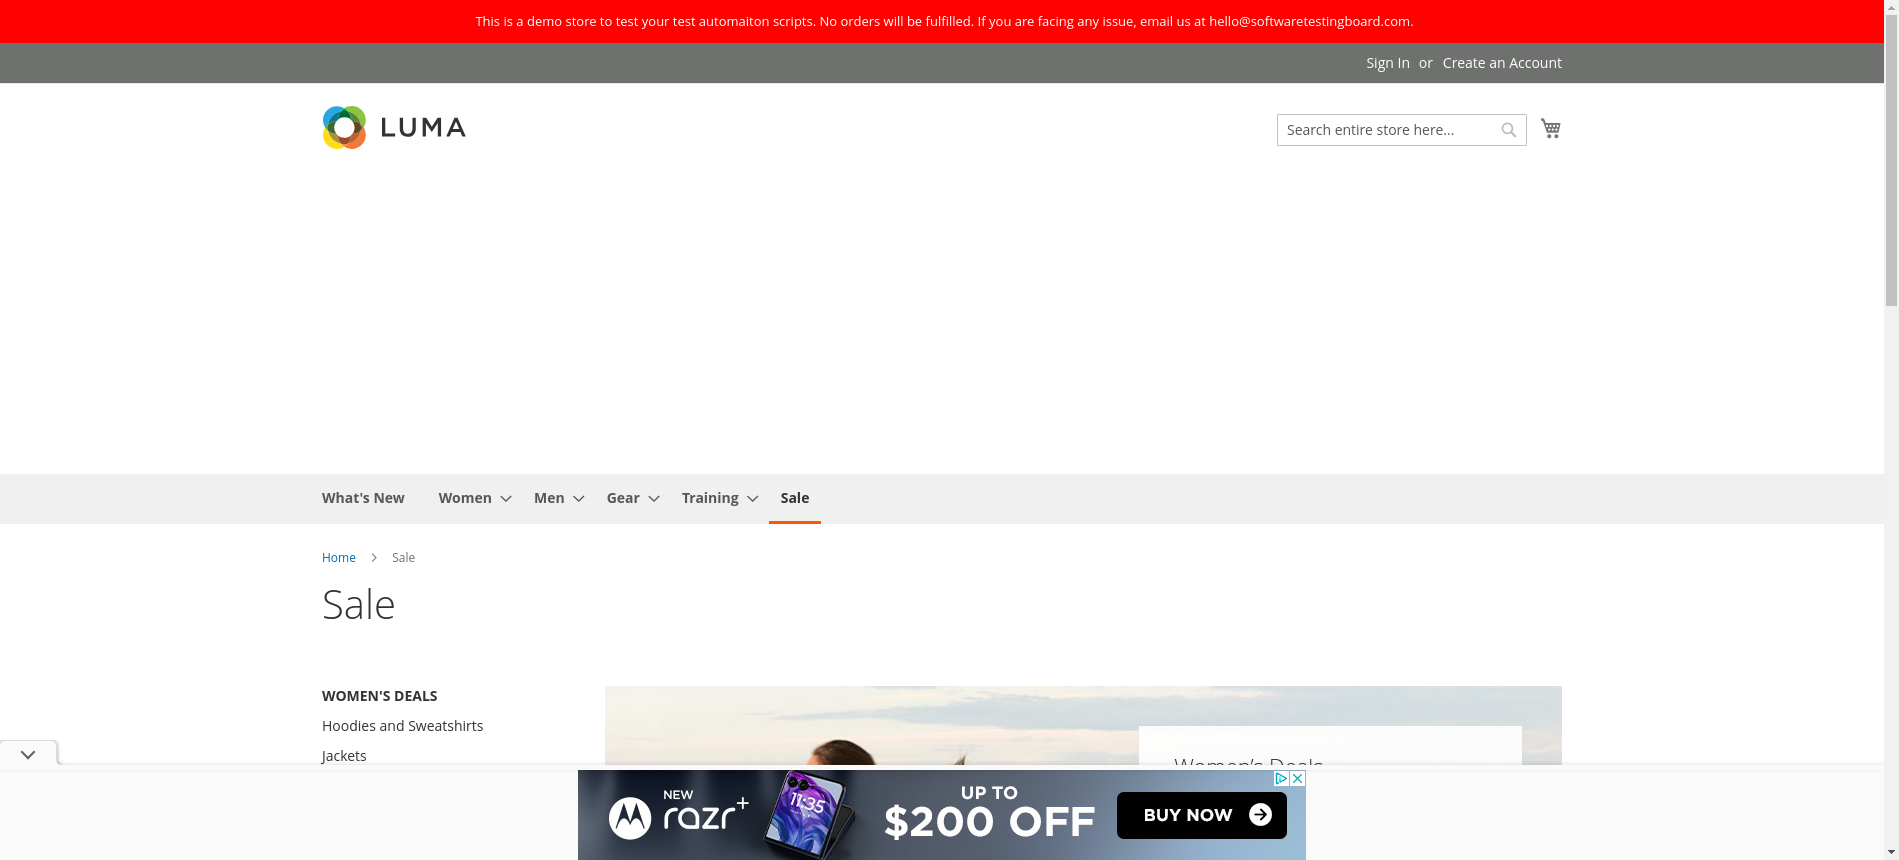 This is a demo store to test your test automaiton scripts. No orders will be fulfilled. If you are facing any issue, email us at hello@softwaretestingboard.com.
Sign In or Create an Account
LUMA
Search entire store here...
What's New Women Men Gear Training Sale
Home Sale
Sale
WOMEN'S DEALS
Hoodies and Sweatshirts
Jackets
Women's Deals
NEW
razr+
11:35
UP TO
$200 OFF
BUY NOW